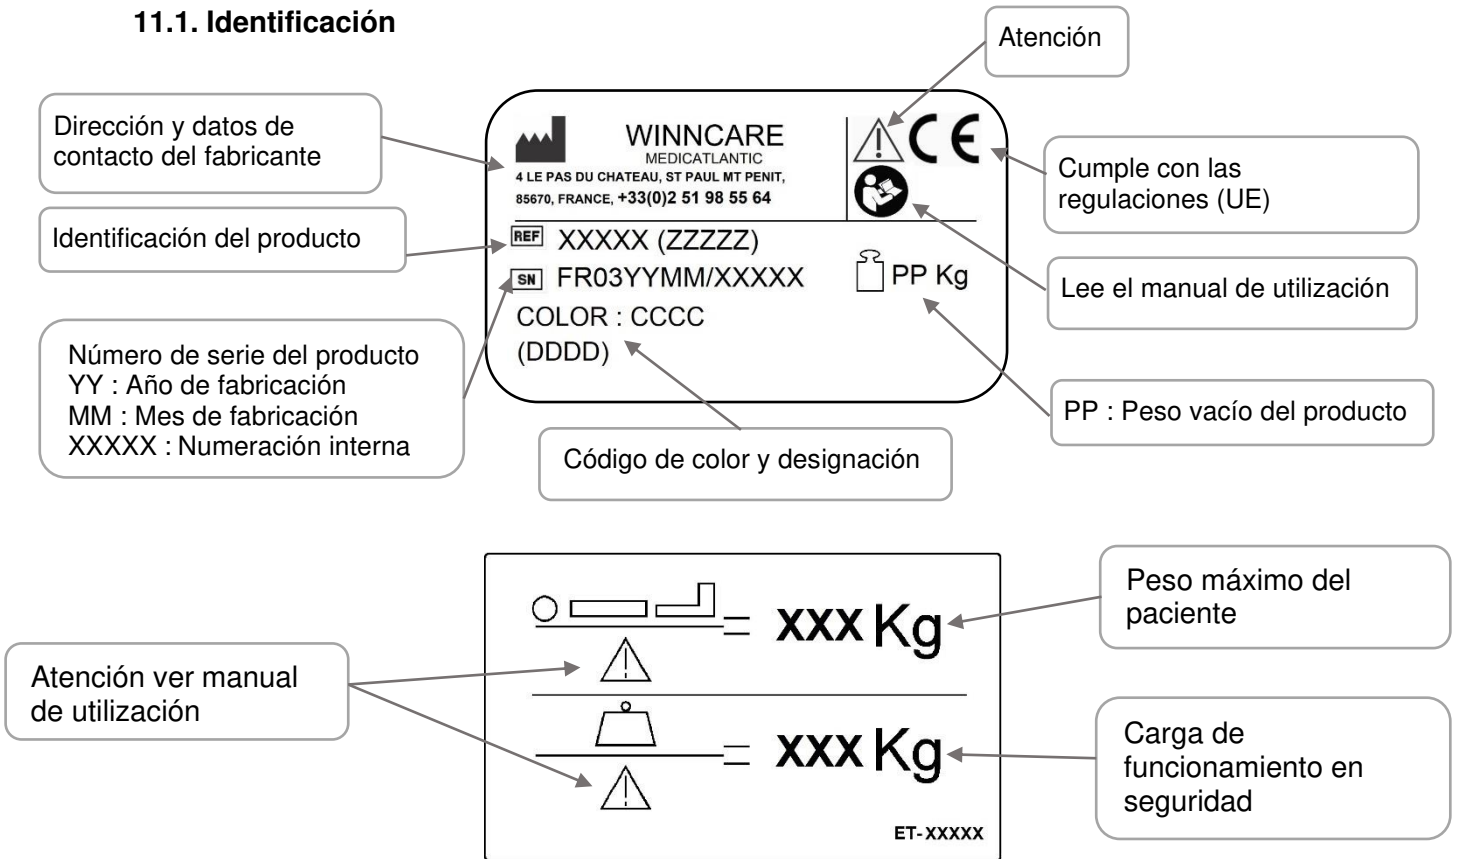 11.1. Identificación
Atención
Dirección y datos de
contacto del fabricante
WINNCARE
MEDICATLANTIC
4 LE PAS DU CHATEAU, ST PAUL MT PENIT,
85670, FRANCE, +33(0)2 51 98 55 64
CE
Cumple con las
regulaciones (UE)
Identificación del producto
REF XXXXX (ZZZZZ)
SN FR03YYMM/XXXXX
PP Kg
COLOR : CCCC
(DDDD)
Lee el manual de utilización
Número de serie del producto
YY : Año de fabricación
MM : Mes de fabricación
XXXXX : Numeración interna
PP : Peso vacío del producto
Código de color y designación
= XXX Kg
Peso máximo del
paciente
Atención ver manual
de utilización
= XXX Kg
Carga de
funcionamiento en
seguridad
ET-XXXXX